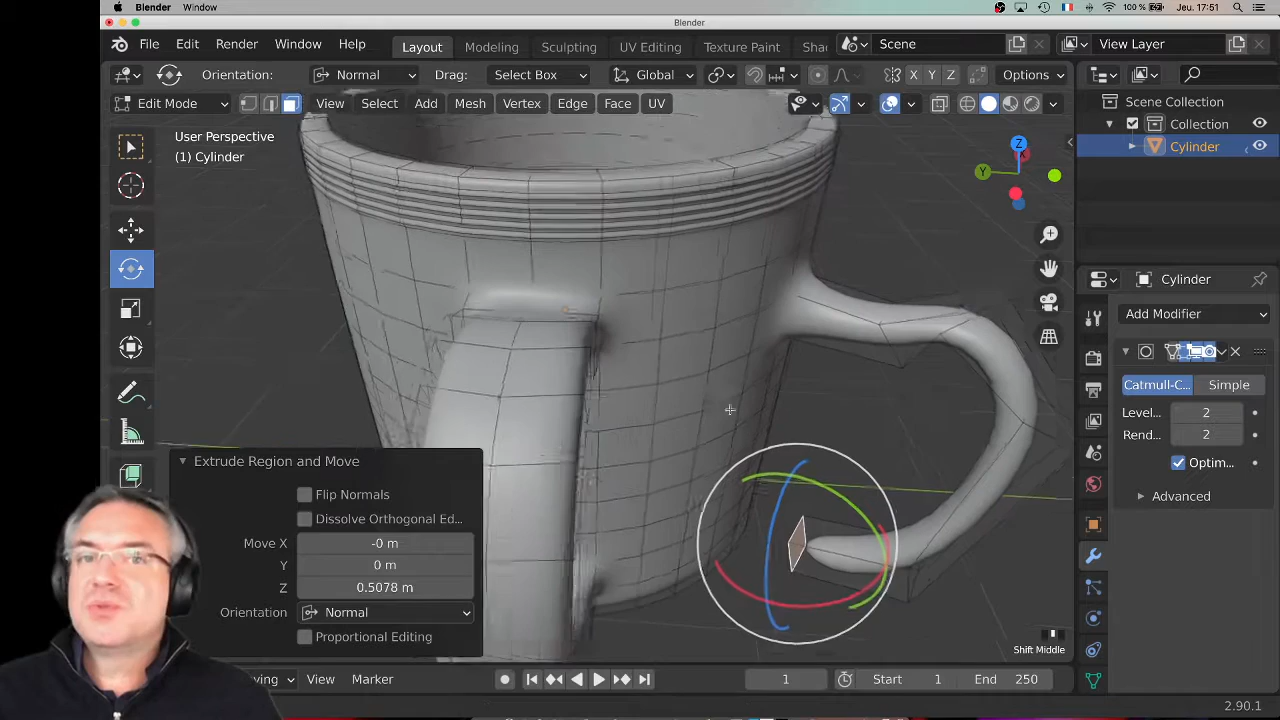 Blender Window 100 % Jeu. 17:51
Blender
File Edit Render Window Help Layout Modeling Sculpting UV Editing Texture Paint Sha Scene View Layer
Orientation: Normal Drag: Select Box Global X Y Z Options
Edit Mode View Select Add Mesh Vertex Edge Face UV
Scene Collection
Collection
Cylinder
User Perspective
(1) Cylinder
Z
Y
Cylinder
Add Modifier
Catmull-C... Simple
Level... 2
Rend... 2
Optim...
Advanced
Extrude Region and Move
Flip Normals
Dissolve Orthogonal Ed...
Move X -0 m
Y 0 m
Z 0.5078 m
Orientation Normal
Proportional Editing
Shift Middle
ving View Marker 1 Start 1 End 250
2.90.1